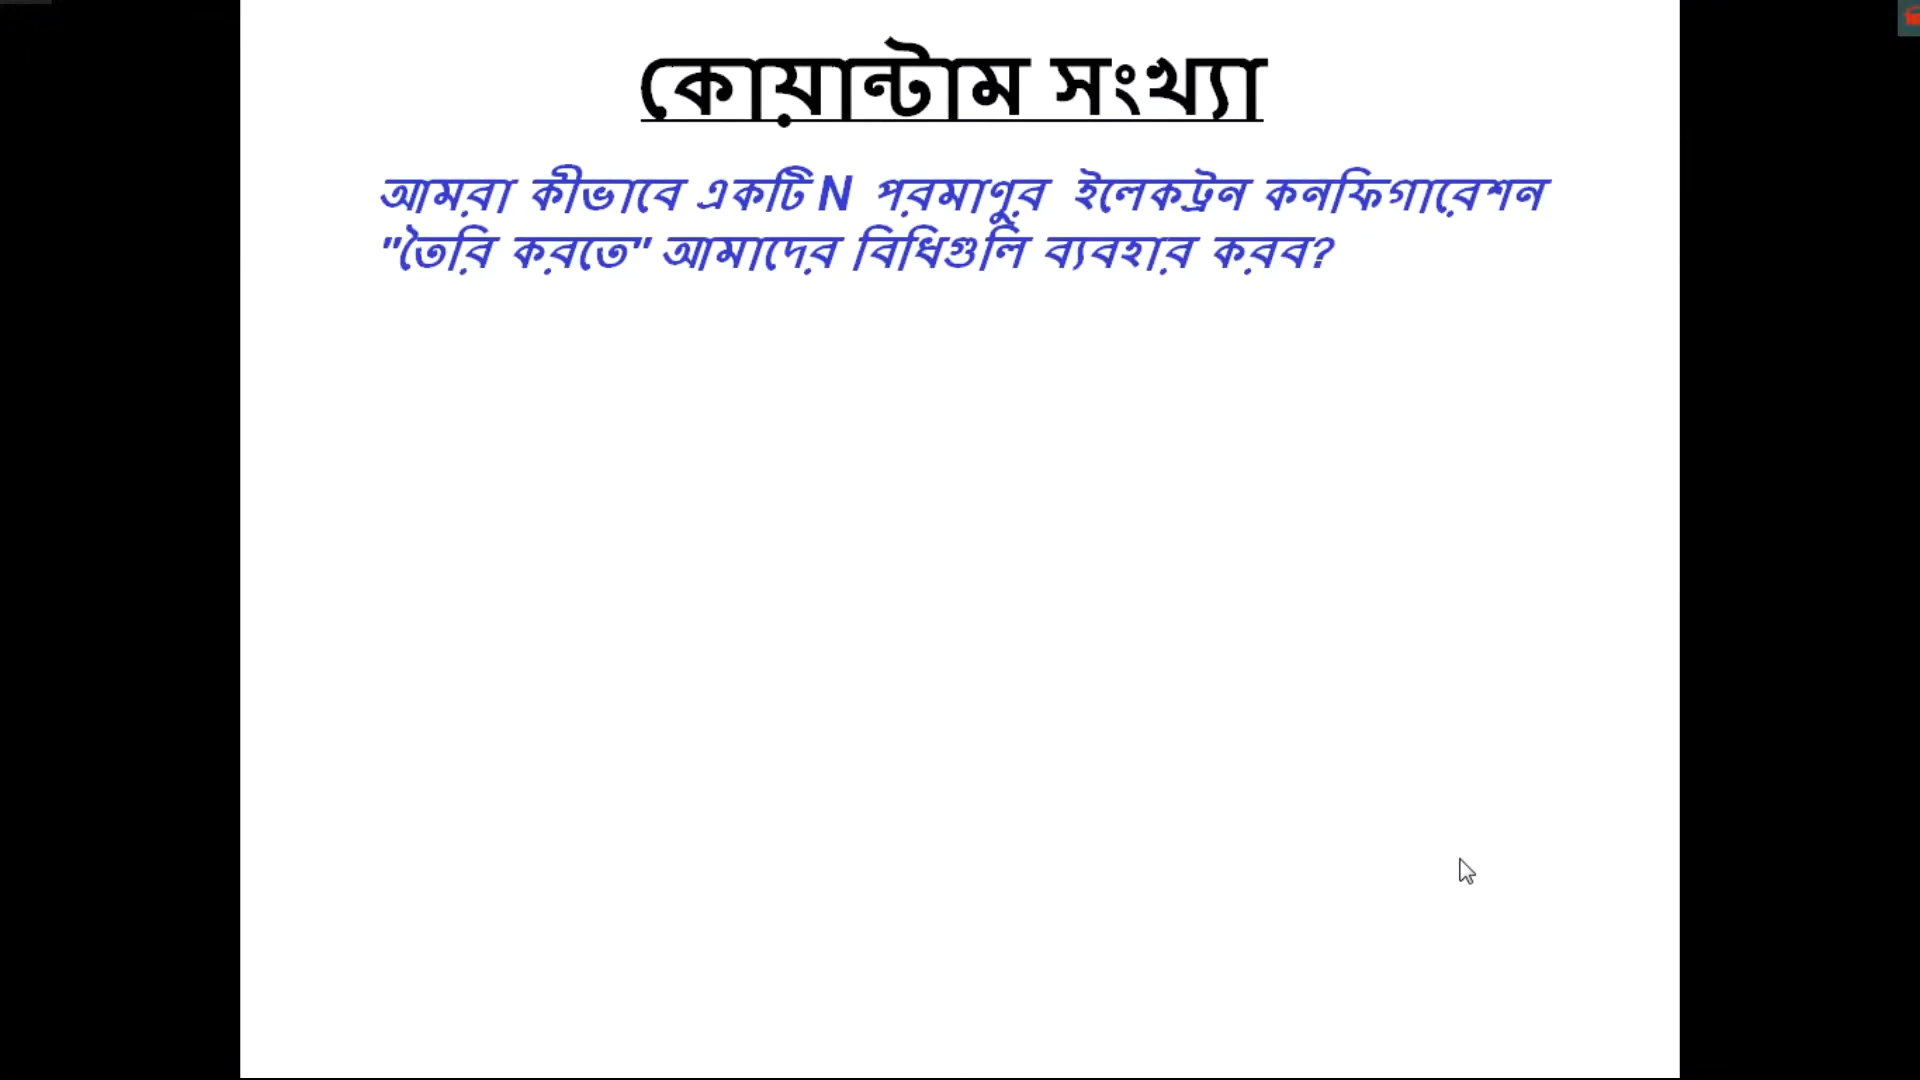 কোয়ান্টাম সংখ্যা
আমরা কীভাবে একটি N পরমাণুর ইলেকট্রন কনফিগারেশন
"তৈরি করতে" আমাদের বিধিগুলি ব্যবহার করব?